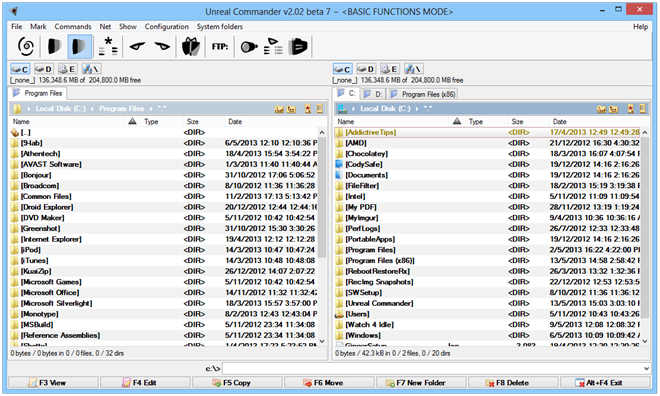 Unreal Commander v2.02 beta 7 – <BASIC FUNCTIONS MODE>
File Mark Commands Net Show Configuration System folders Help
FTP:
C D E \
[_none_] 136,348.6 MB of 204,800.0 MB free
Program Files
Local Disk (C:) Program Files *.*
Name Type Size Date
[..] <DIR>
[9-lab] <DIR> 6/5/2013 12:10 12:10:36 P
[Athentech] <DIR> 18/4/2013 15:54 3:54:22 P
[AVAST Software] <DIR> 1/3/2013 11:40 11:40:44 A
[Bonjour] <DIR> 31/10/2012 17:06 5:06:52
[Broadcom] <DIR> 8/10/2012 11:36 11:36:28
[Common Files] <DIR> 11/2/2013 17:13 5:13:42 P
[Droid Explorer] <DIR> 20/12/2012 12:44 12:44:16
[DVD Maker] <DIR> 5/11/2012 10:42 10:42:54
[Greenshot] <DIR> 31/10/2012 15:30 3:30:26
[Internet Explorer] <DIR> 19/4/2013 12:12 12:12:28
[iPod] <DIR> 14/3/2013 10:47 10:47:24
[iTunes] <DIR> 14/3/2013 10:48 10:48:08
[KuaiZip] <DIR> 26/12/2012 14:07 2:07:22
[Microsoft Games] <DIR> 5/11/2012 10:42 10:42:54
[Microsoft Office] <DIR> 8/10/2012 11:32 11:32:42
[Microsoft Silverlight] <DIR> 18/3/2013 15:57 3:57:00 P
[Monotype] <DIR> 8/2/2013 12:43 12:43:04 P
[MSBuild] <DIR> 5/11/2012 23:34 11:34:08
[Reference Assemblies] <DIR> 5/11/2012 23:34 11:34:08
0 bytes / 0 bytes in 0 / 0 files, 0 / 32 dirs
C D E \
[_none_] 136,348.6 MB of 204,800.0 MB free
C: D: Program Files (x86)
Local Disk (C:) *.*
Name Type Size Date
[AddictiveTips] <DIR> 17/4/2013 12:49 12:49:28
[AMD] <DIR> 21/12/2012 16:30 4:30:32
[Chocolatey] <DIR> 18/3/2013 16:07 4:07:54 P
[CodySafe] <DIR> 19/12/2012 14:16 2:16:26
[Documents] <DIR> 19/12/2012 14:16 2:16:26
[FileFilter] <DIR> 18/2/2013 15:19 3:19:38 P
[Intel] <DIR> 5/11/2012 11:09 11:09:54
[My PDF] <DIR> 28/11/2012 13:19 1:19:24
[MyImgur] <DIR> 9/4/2013 10:36 10:36:16 A
[PerfLogs] <DIR> 26/7/2012 12:33 12:33:48
[PortableApps] <DIR> 19/12/2012 14:16 2:16:26
[Program Files] <DIR> 2/5/2013 16:22 4:22:00 P
[Program Files (x86)] <DIR> 13/5/2013 14:58 2:58:42 P
[RebootRestoreRx] <DIR> 26/3/2013 13:32 1:32:36 P
[RecImg Snapshots] <DIR> 22/12/2012 12:53 12:53:5
[SWSetup] <DIR> 8/10/2012 11:36 11:36:12
[Unreal Commander] <DIR> 13/5/2013 15:03 3:03:10 P
[Users] <DIR> 5/11/2012 10:43 10:43:26
[Watch 4 Idle] <DIR> 9/5/2013 12:08 12:08:32 P
[Windows] <DIR> 6/5/2013 10:09 10:09:42 A
0 bytes / 42.3 kB in 0 / 2 files, 0 / 20 dirs
c:\>
F3 View F4 Edit F5 Copy F6 Move F7 New Folder F8 Delete Alt+F4 Exit